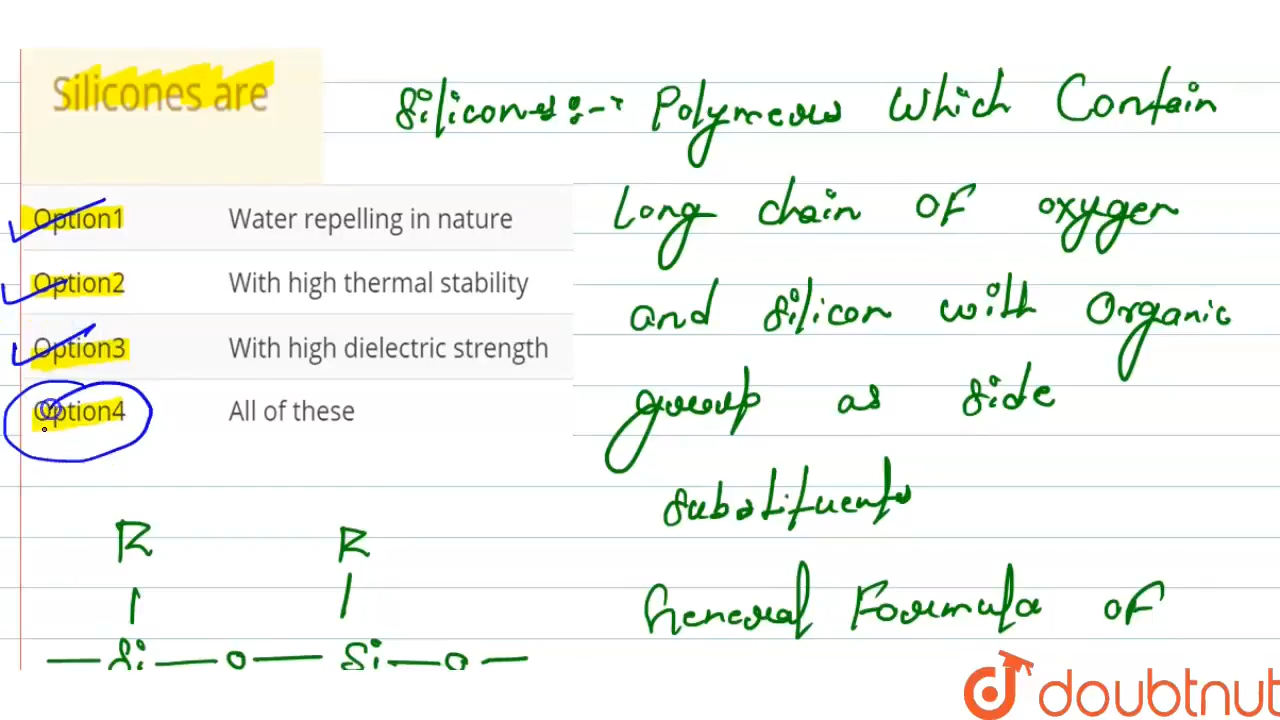 Silicones are
Silicones :- Polymers Which Contain
Option1 Water repelling in nature
long chain OF oxygen
Option2 With high thermal stability
and silicon with Organic
Option3 With high dielectric strength
group as side
Option4 All of these
substituents
R R
General Formula OF
— Si — o — Si — o —
doubtnut